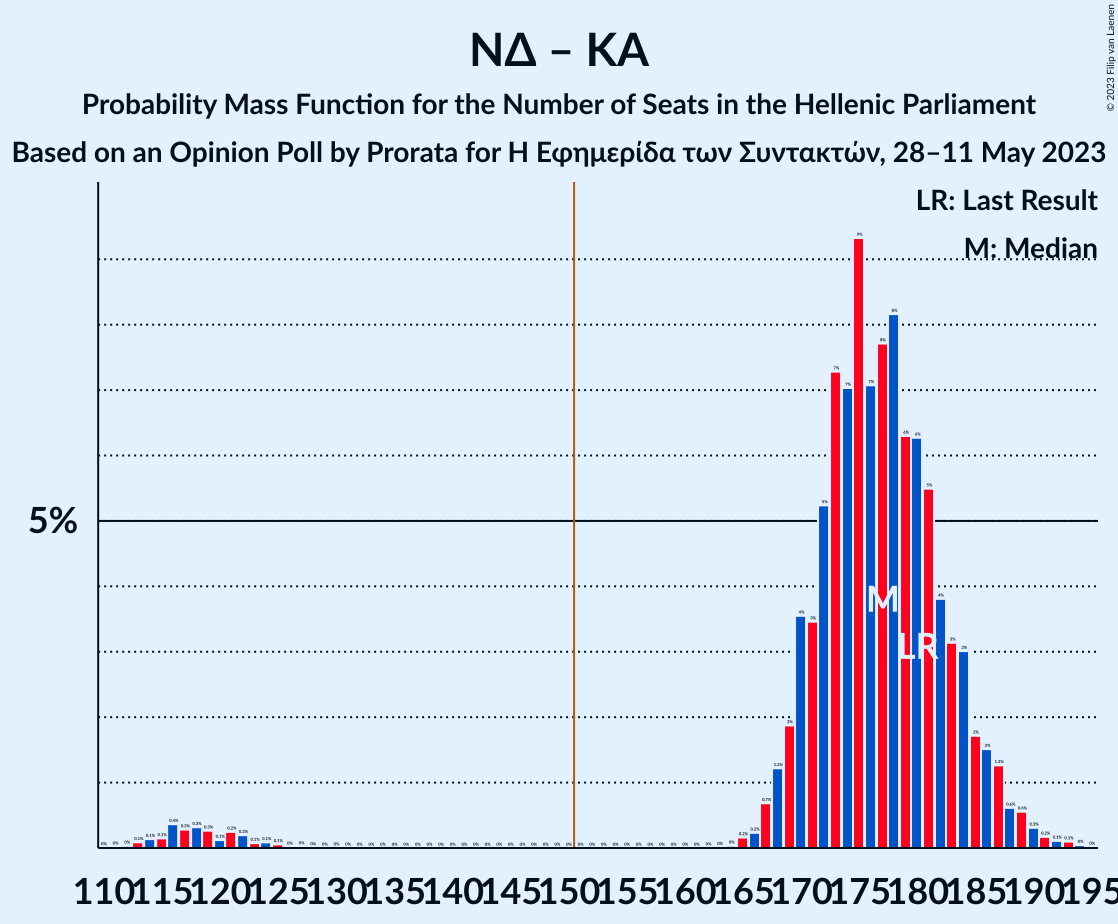 © 2023 Filip van Laenen
ΝΔ – ΚΑ
Probability Mass Function for the Number of Seats in the Hellenic Parliament
Based on an Opinion Poll by Prorata for Η Εφημερίδα των Συντακτών, 28–11 May 2023
LR: Last Result
M: Median
5%
M
LR
110 115 120 125 130 135 140 145 150 155 160 165 170 175 180 185 190 195